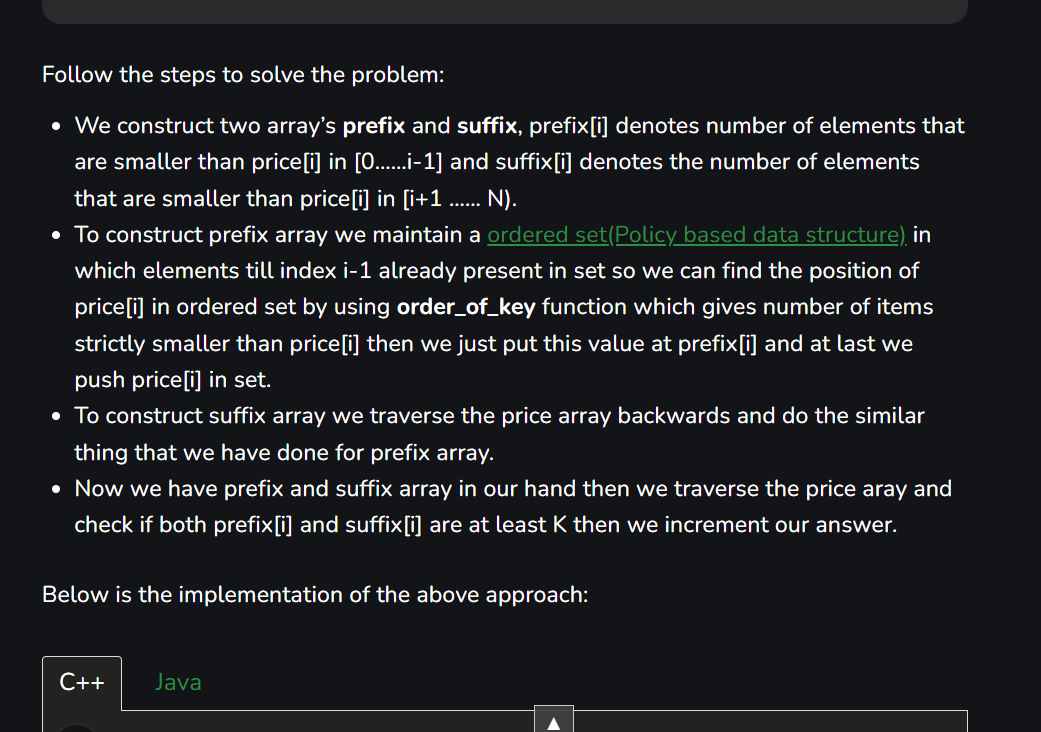 Follow the steps to solve the problem:
• We construct two array’s prefix and suffix, prefix[i] denotes number of elements that
are smaller than price[i] in [0……i-1] and suffix[i] denotes the number of elements
that are smaller than price[i] in [i+1 …… N).
• To construct prefix array we maintain a ordered set(Policy based data structure) in
which elements till index i-1 already present in set so we can find the position of
price[i] in ordered set by using order_of_key function which gives number of items
strictly smaller than price[i] then we just put this value at prefix[i] and at last we
push price[i] in set.
• To construct suffix array we traverse the price array backwards and do the similar
thing that we have done for prefix array.
• Now we have prefix and suffix array in our hand then we traverse the price aray and
check if both prefix[i] and suffix[i] are at least K then we increment our answer.
Below is the implementation of the above approach:
C++ Java